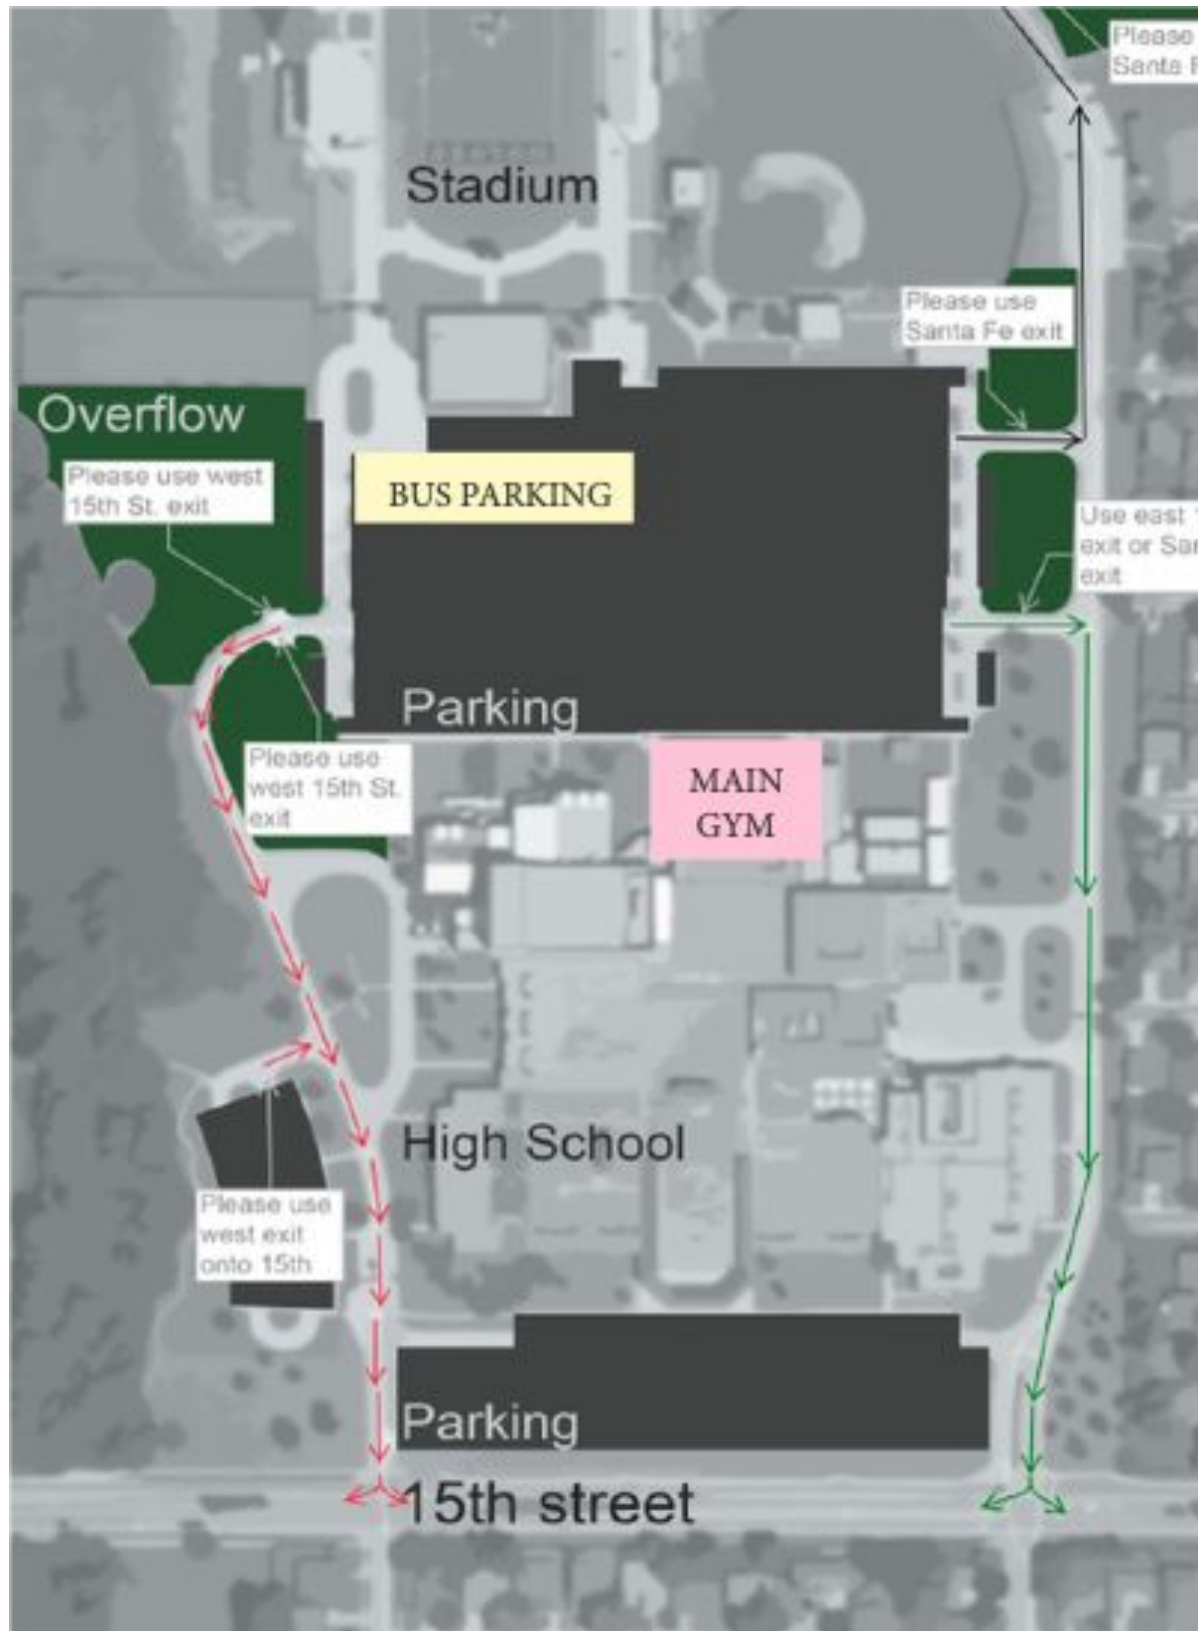 Please
Santa F
Stadium
Please use
Santa Fe exit
Overflow
Please use west
15th St. exit
BUS PARKING
Use east 1
exit or San
exit
Parking
Please use
west 15th St.
exit
MAIN
GYM
High School
Please use
west exit
onto 15th
Parking
15th street